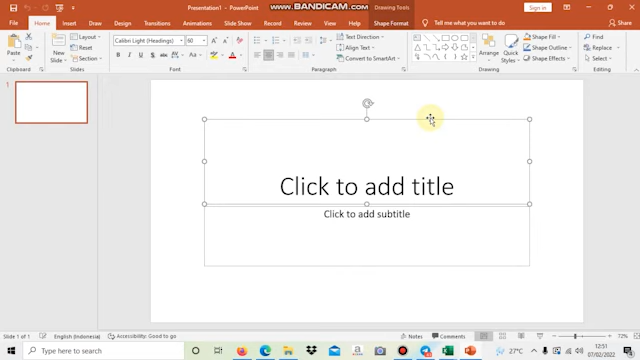 Presentation1 - PowerPoint
WWW.BANDICAM.COM
Drawing Tools
Sign in
File
Home
Insert
Draw
Design
Transitions
Animations
Slide Show
Record
Review
View
Help
Shape Format
Tell me what you want to do
Paste
New Slide
Layout
Reset
Section
Calibri Light (Headings)
60
Text Direction
Align Text
Convert to SmartArt
Arrange
Quick Styles
Shape Fill
Shape Outline
Shape Effects
Find
Replace
Select
Clipboard
Slides
Font
Paragraph
Drawing
Editing
1
Click to add title
Click to add subtitle
Slide 1 of 1
English (Indonesia)
Accessibility: Good to go
Notes
Comments
72%
Type here to search
27°C
12:51
07/02/2022